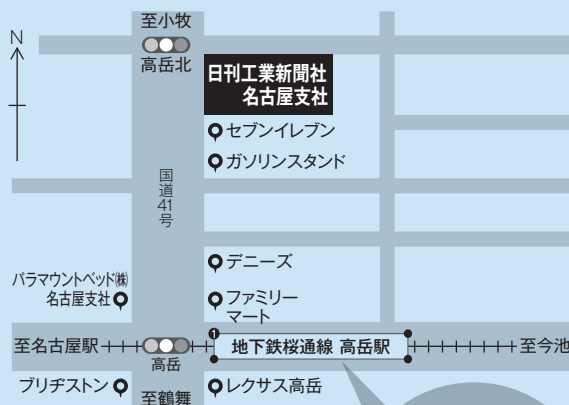 至小牧
N
高岳北
日刊工業新聞社
名古屋支社
セブンイレブン
ガソリンスタンド
国道41号
デニーズ
パラマウントベッド㈱
名古屋支社
ファミリー
マート
1
至名古屋駅
地下鉄桜通線 高岳駅
至今池
高岳
ブリヂストン
至鶴舞
レクサス高岳